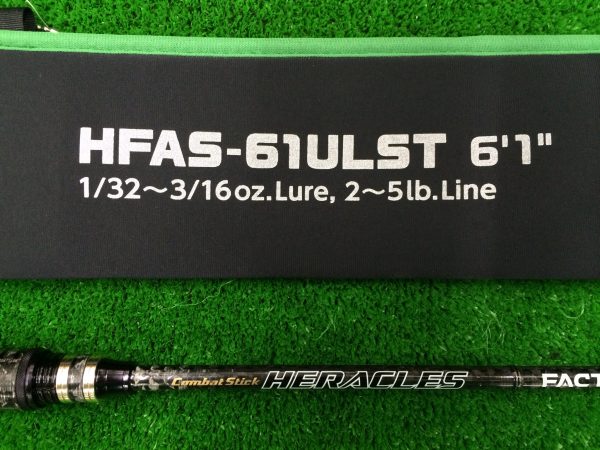 HFAS-61ULST 6'1"
1/32～3/16oz.Lure, 2～5lb.Line
Combat Stick HERACLES FACT